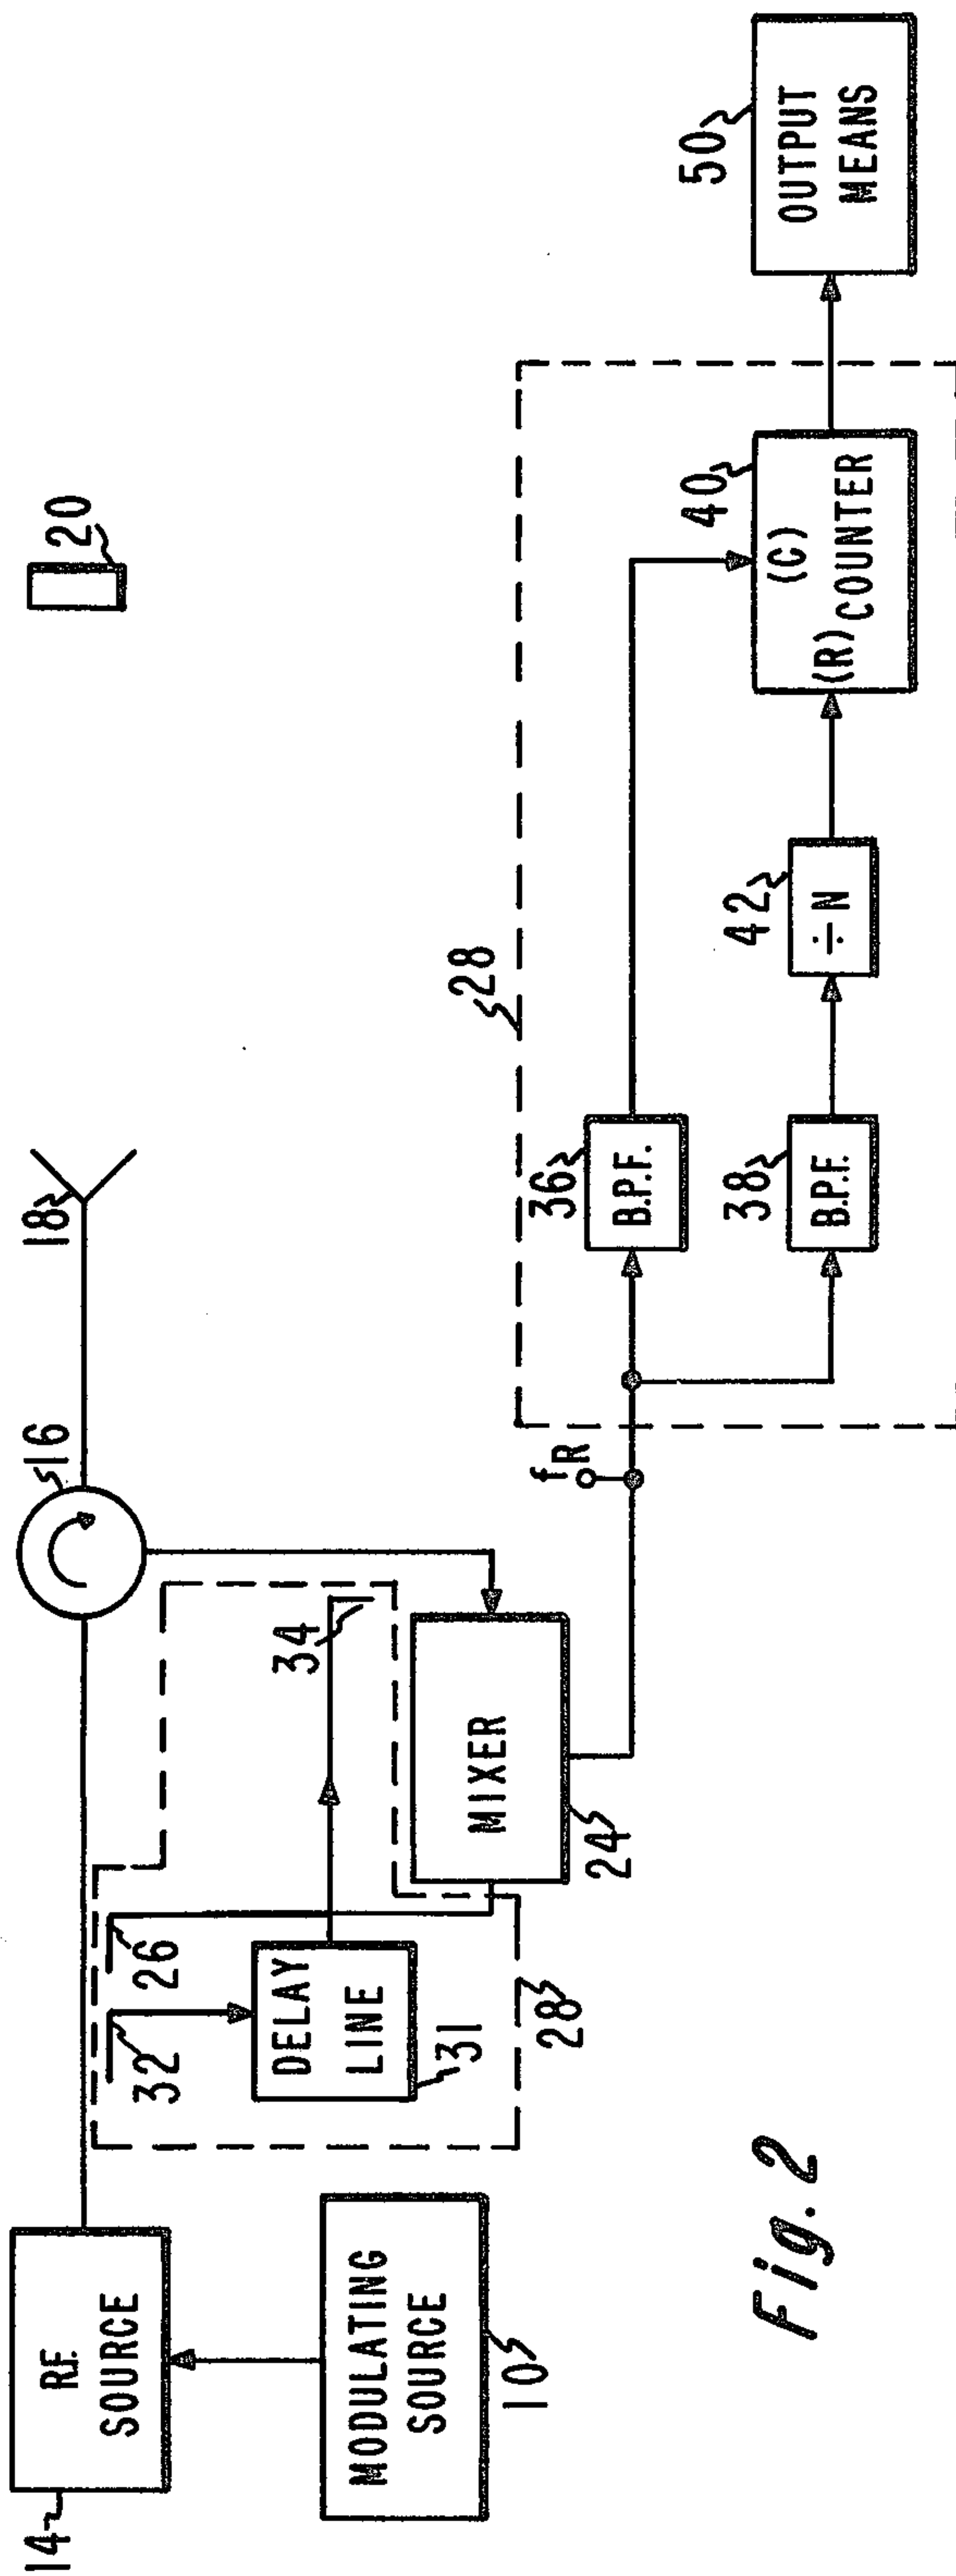 14
R.F.
SOURCE
MODULATING
SOURCE
10
32
26
DELAY
LINE
31
28
34
MIXER
24
16
18
20
fR
28
36
B.P.F.
38
B.P.F.
42
÷ N
40
(C)
(R) COUNTER
50
OUTPUT
MEANS
Fig. 2